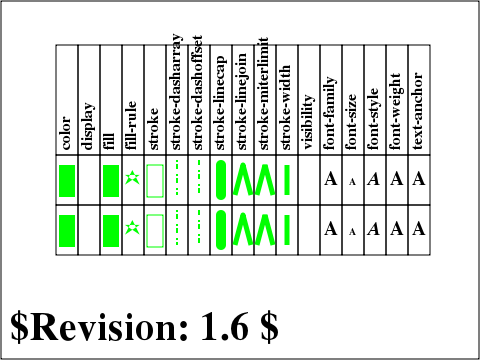 color
display
fill
fill-rule
stroke
stroke-dasharray
stroke-dashoffset
stroke-linecap
stroke-linejoin
stroke-miterlimit
stroke-width
visibility
font-family
font-size
font-style
font-weight
text-anchor
A A A A A
A A A A A
$Revision: 1.6 $